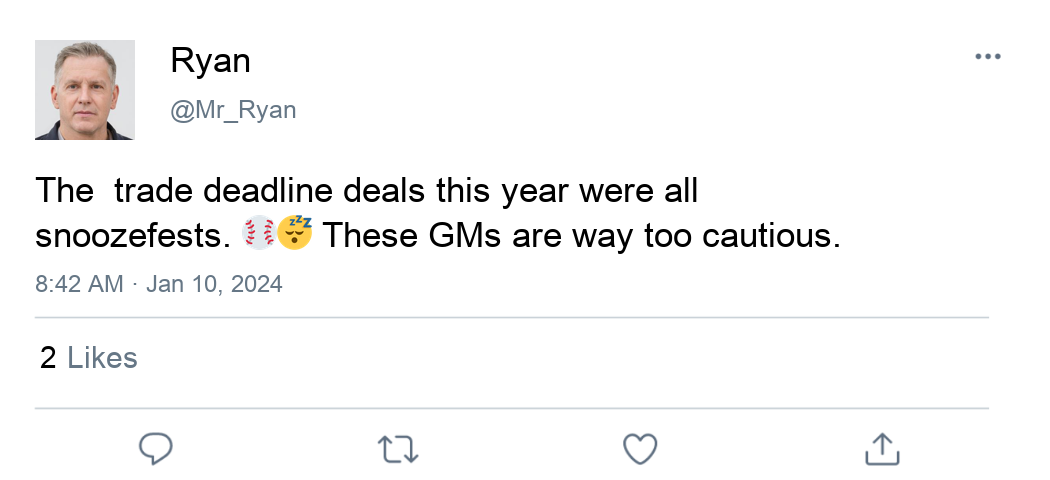 Ryan
@Mr_Ryan
The  trade deadline deals this year were all
snoozefests. ⚾😴 These GMs are way too cautious.
8:42 AM · Jan 10, 2024
2 Likes